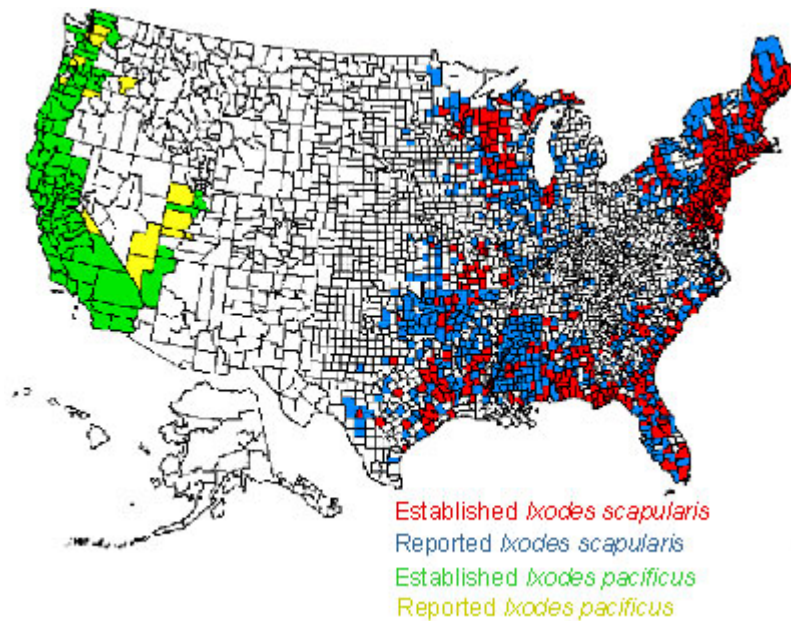 Established Ixodes scapularis
Reported Ixodes scapularis
Established Ixodes pacificus
Reported Ixodes pacificus